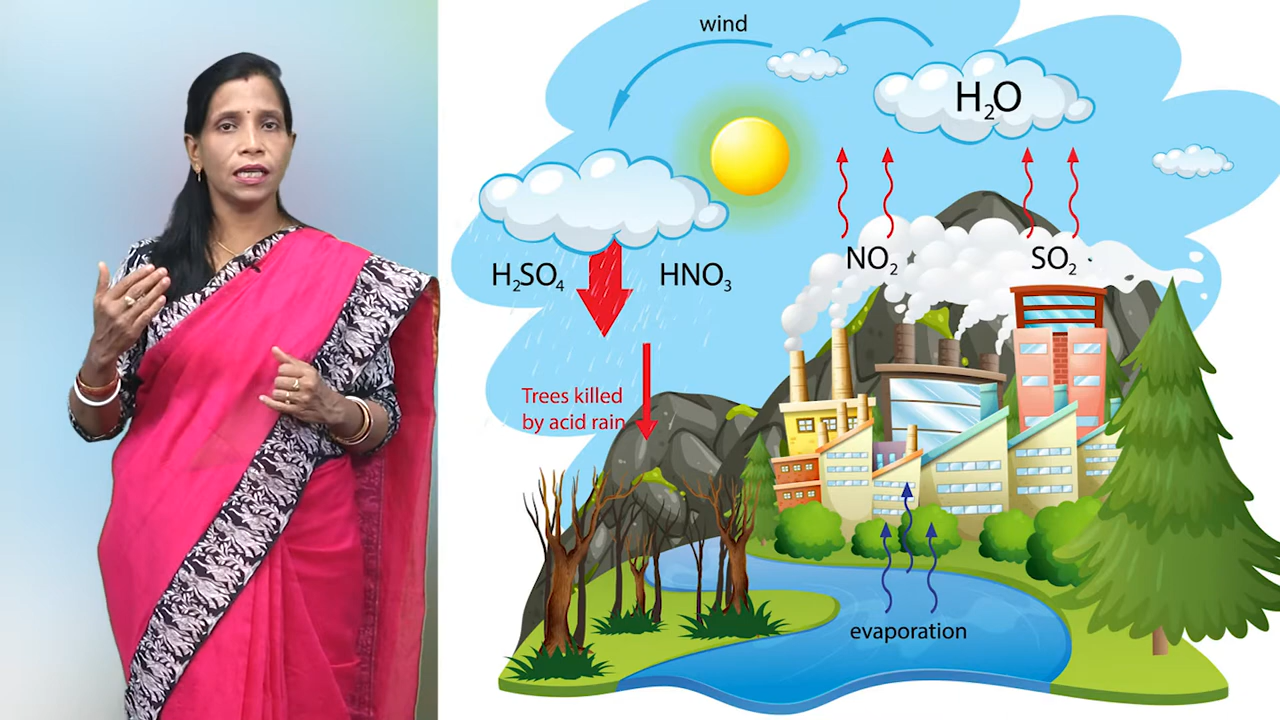 wind
H₂O
NO₂
SO₂
H₂SO₄
HNO₃
Trees killed
by acid rain
evaporation